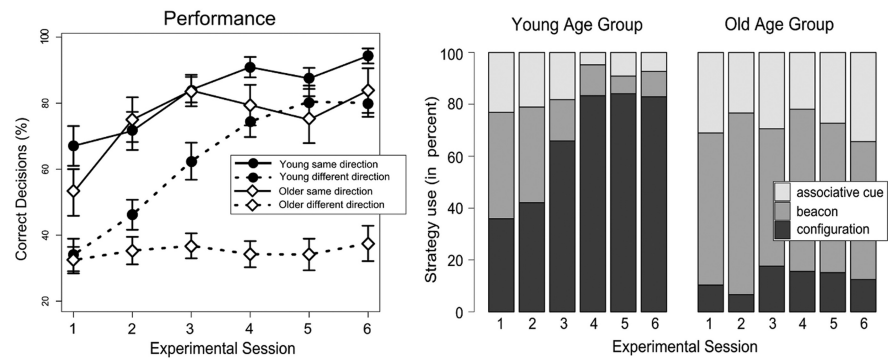 Performance
Correct Decisions (%)
100
80
60
40
20
Young same direction
Young different direction
Older same direction
Older different direction
1 2 3 4 5 6
Experimental Session
Young Age Group
Old Age Group
Strategy use (in percent)
100
80
60
40
20
0
associative cue
beacon
configuration
1 2 3 4 5 6
1 2 3 4 5 6
Experimental Session